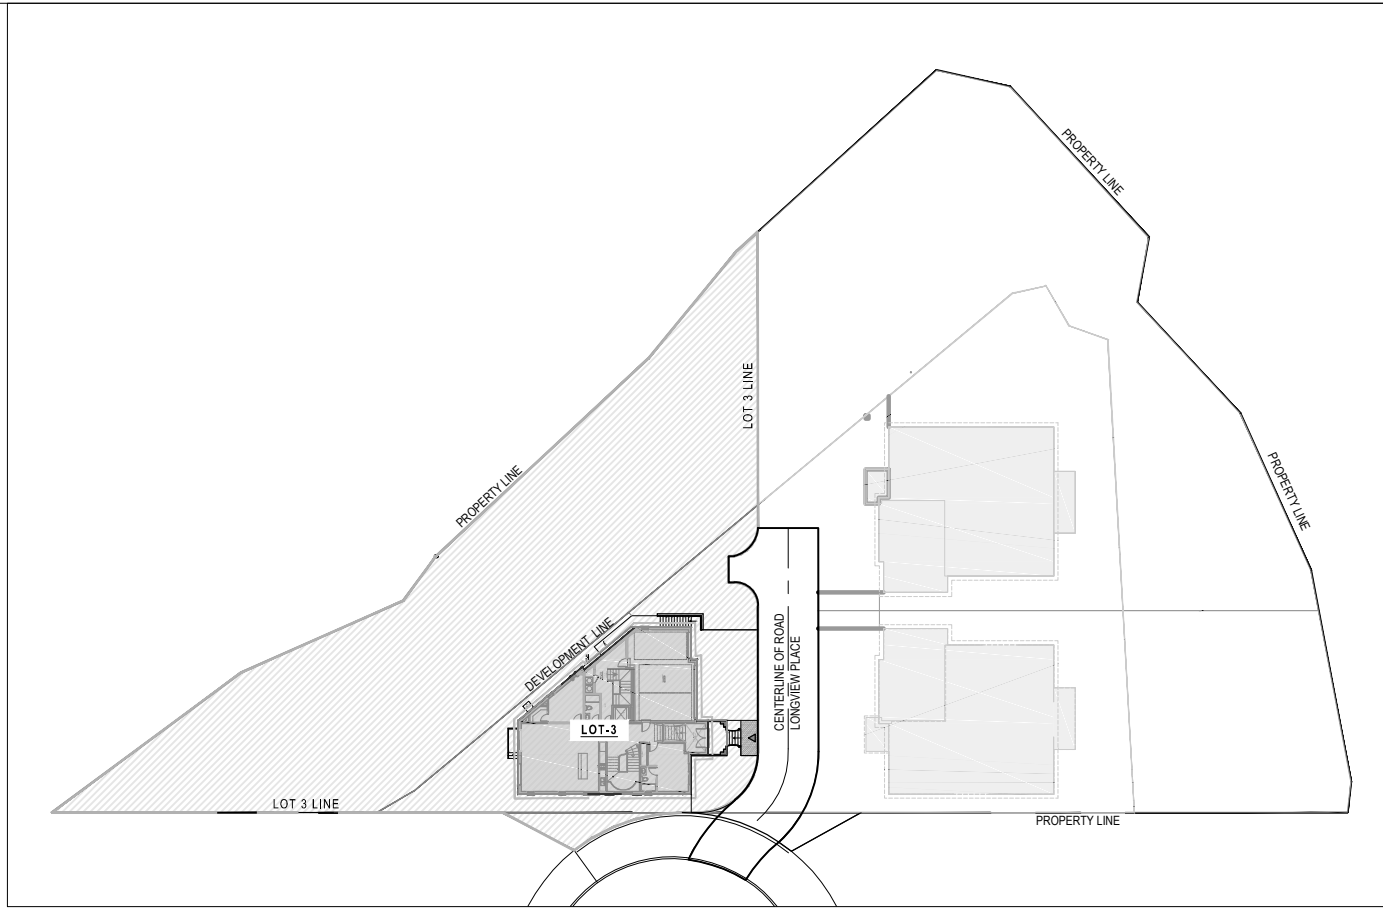 PROPERTY LINE
LOT 3 LINE
PROPERTY LINE
PROPERTY LINE
DEVELOPMENT LINE
CENTERLINE OF ROAD
LONGVIEW PLACE
LOT-3
LOT 3 LINE
PROPERTY LINE